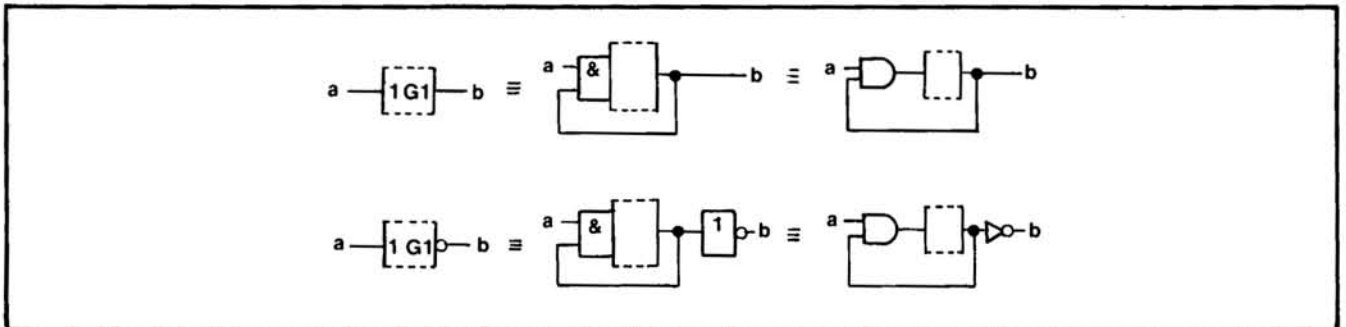 a 1 G1 b ≡ a & b ≡ a b
a 1 G1 b ≡ a & 1 b ≡ a b